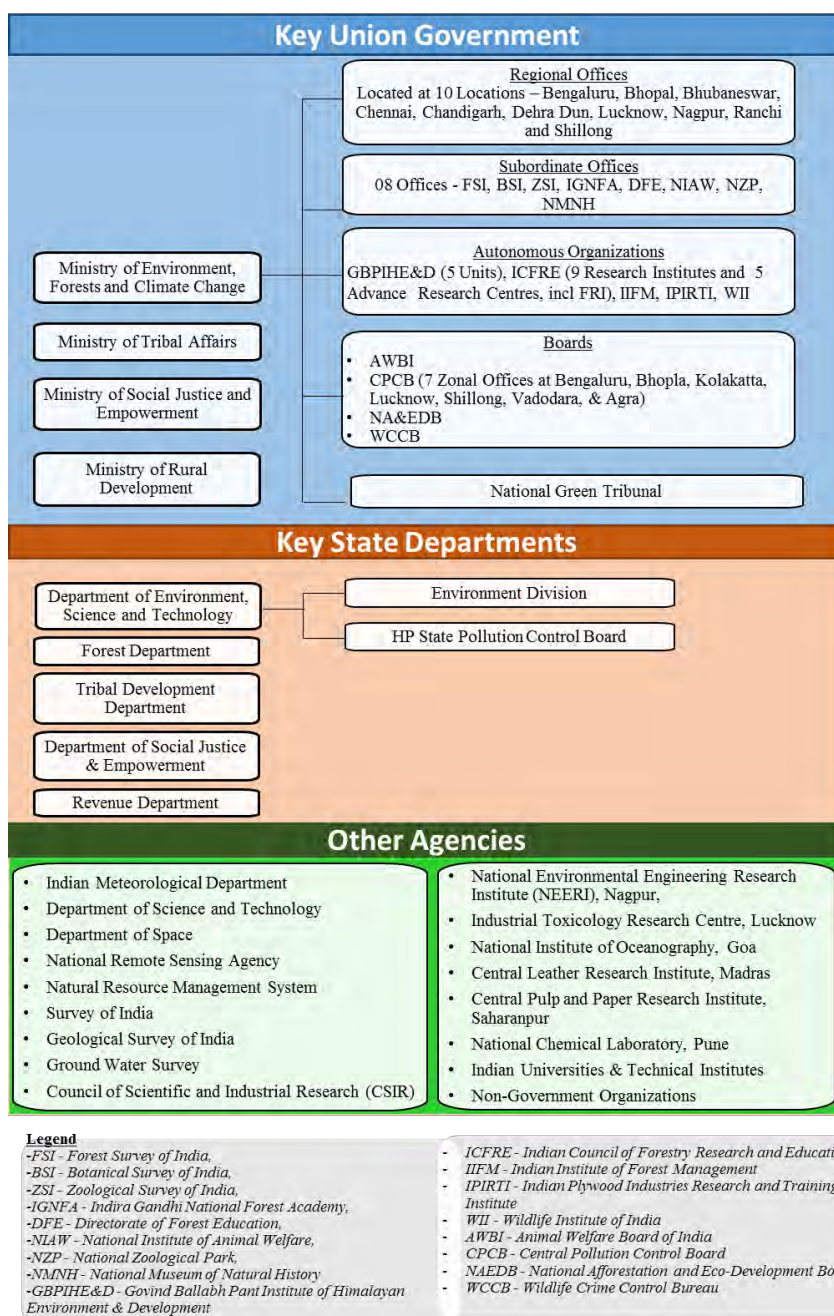 Key Union Government
Regional Offices
Located at 10 Locations – Bengaluru, Bhopal, Bhubaneswar,
Chennai, Chandigarh, Dehra Dun, Lucknow, Nagpur, Ranchi
and Shillong
Subordinate Offices
08 Offices - FSI, BSI, ZSI, IGNFA, DFE, NIAW, NZP,
NMNH
Ministry of Environment,
Forests and Climate Change
Autonomous Organizations
GBPIHE&D (5 Units), ICFRE (9 Research Institutes and 5
Advance Research Centres, incl FRI), IIFM, IPIRTI, WII
Ministry of Tribal Affairs
Ministry of Social Justice and
Empowerment
Boards
• AWBI
• CPCB (7 Zonal Offices at Bengaluru, Bhopla, Kolakatta,
Lucknow, Shillong, Vadodara, & Agra)
• NA&EDB
• WCCB
Ministry of Rural
Development
National Green Tribunal
Key State Departments
Department of Environment,
Science and Technology
Environment Division
HP State Pollution Control Board
Forest Department
Tribal Development
Department
Department of Social Justice
& Empowerment
Revenue Department
Other Agencies
• Indian Meteorological Department
• Department of Science and Technology
• Department of Space
• National Remote Sensing Agency
• Natural Resource Management System
• Survey of India
• Geological Survey of India
• Ground Water Survey
• Council of Scientific and Industrial Research (CSIR)
• National Environmental Engineering Research
Institute (NEERI), Nagpur,
• Industrial Toxicology Research Centre, Lucknow
• National Institute of Oceanography, Goa
• Central Leather Research Institute, Madras
• Central Pulp and Paper Research Institute,
Saharanpur
• National Chemical Laboratory, Pune
• Indian Universities & Technical Institutes
• Non-Government Organizations
Legend
-FSI - Forest Survey of India,
-BSI - Botanical Survey of India,
-ZSI - Zoological Survey of India,
-IGNFA - Indira Gandhi National Forest Academy,
-DFE - Directorate of Forest Education,
-NIAW - National Institute of Animal Welfare,
-NZP - National Zoological Park,
-NMNH - National Museum of Natural History
-GBPIHE&D - Govind Ballabh Pant Institute of Himalayan
Environment & Development
- ICFRE - Indian Council of Forestry Research and Educati
- IIFM - Indian Institute of Forest Management
- IPIRTI - Indian Plywood Industries Research and Training
Institute
- WII - Wildlife Institute of India
- AWBI - Animal Welfare Board of India
- CPCB - Central Pollution Control Board
- NAEDB - National Afforestation and Eco-Development Bo
- WCCB - Wildlife Crime Control Bureau